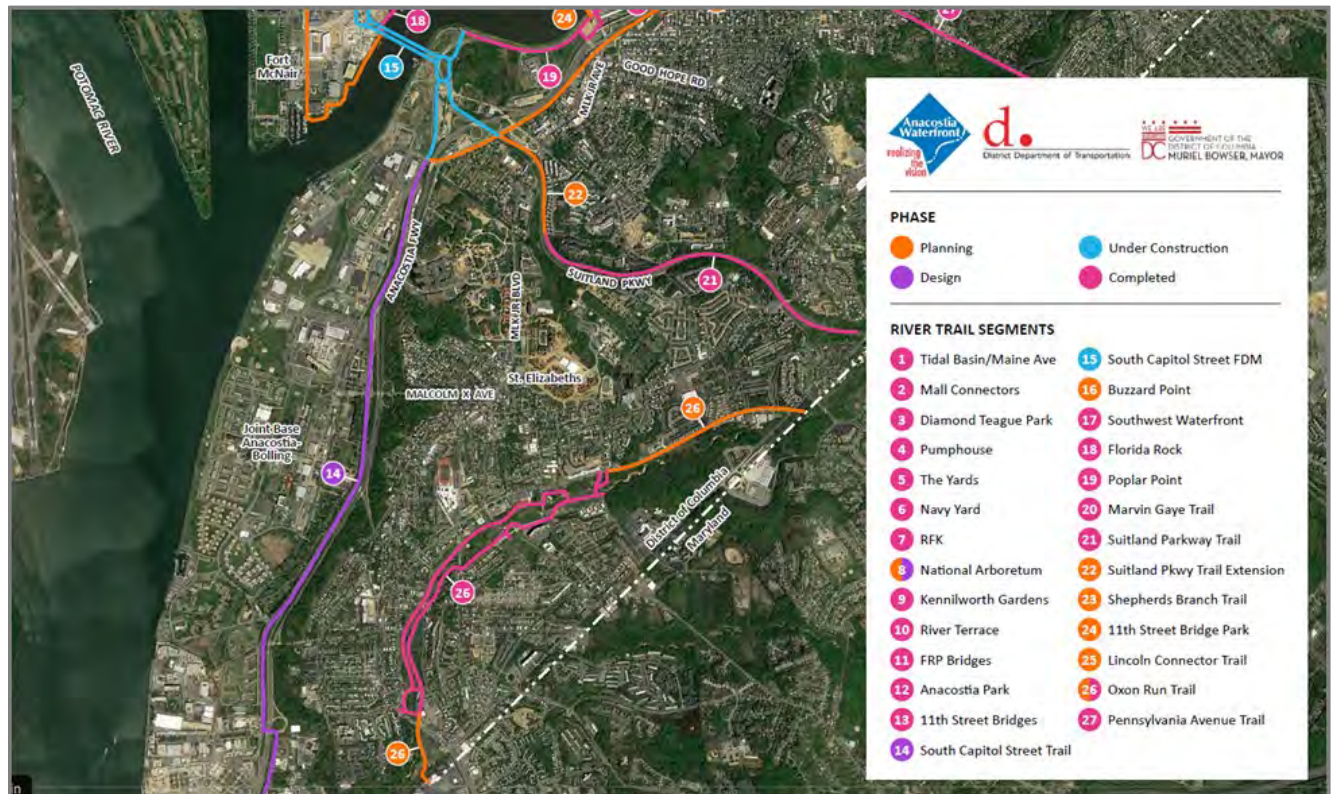 18
24
27
15
Fort
McNair
POTOMAC RIVER
19
MLK JR AVE
GOOD HOPE RD
22
ANACOSTIA FWY
SUITLAND PKWY
21
MLK JR BLVD
St. Elizabeths
MALCOLM X AVE
Joint Base
Anacostia-
Bolling
14
26
District of Columbia
Maryland
26
26
n
Anacostia
Waterfront
realizing
the
vision
d.
District Department of Transportation
WE ARE
WASHINGTON
DC
GOVERNMENT OF THE
DISTRICT OF COLUMBIA
MURIEL BOWSER, MAYOR
PHASE
Planning
Under Construction
Design
Completed
RIVER TRAIL SEGMENTS
1 Tidal Basin/Maine Ave
2 Mall Connectors
3 Diamond Teague Park
4 Pumphouse
5 The Yards
6 Navy Yard
7 RFK
8 National Arboretum
9 Kennilworth Gardens
10 River Terrace
11 FRP Bridges
12 Anacostia Park
13 11th Street Bridges
14 South Capitol Street Trail
15 South Capitol Street FDM
16 Buzzard Point
17 Southwest Waterfront
18 Florida Rock
19 Poplar Point
20 Marvin Gaye Trail
21 Suitland Parkway Trail
22 Suitland Pkwy Trail Extension
23 Shepherds Branch Trail
24 11th Street Bridge Park
25 Lincoln Connector Trail
26 Oxon Run Trail
27 Pennsylvania Avenue Trail